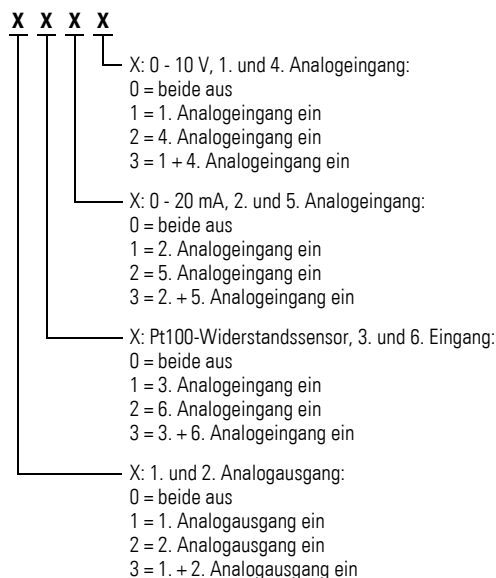 X X X X
X: 0 - 10 V, 1. und 4. Analogeingang:
0 = beide aus
1 = 1. Analogeingang ein
2 = 4. Analogeingang ein
3 = 1 + 4. Analogeingang ein
X: 0 - 20 mA, 2. und 5. Analogeingang:
0 = beide aus
1 = 2. Analogeingang ein
2 = 5. Analogeingang ein
3 = 2. + 5. Analogeingang ein
X: Pt100-Widerstandssensor, 3. und 6. Eingang:
0 = beide aus
1 = 3. Analogeingang ein
2 = 6. Analogeingang ein
3 = 3. + 6. Analogeingang ein
X: 1. und 2. Analogausgang:
0 = beide aus
1 = 1. Analogausgang ein
2 = 2. Analogausgang ein
3 = 1. + 2. Analogausgang ein